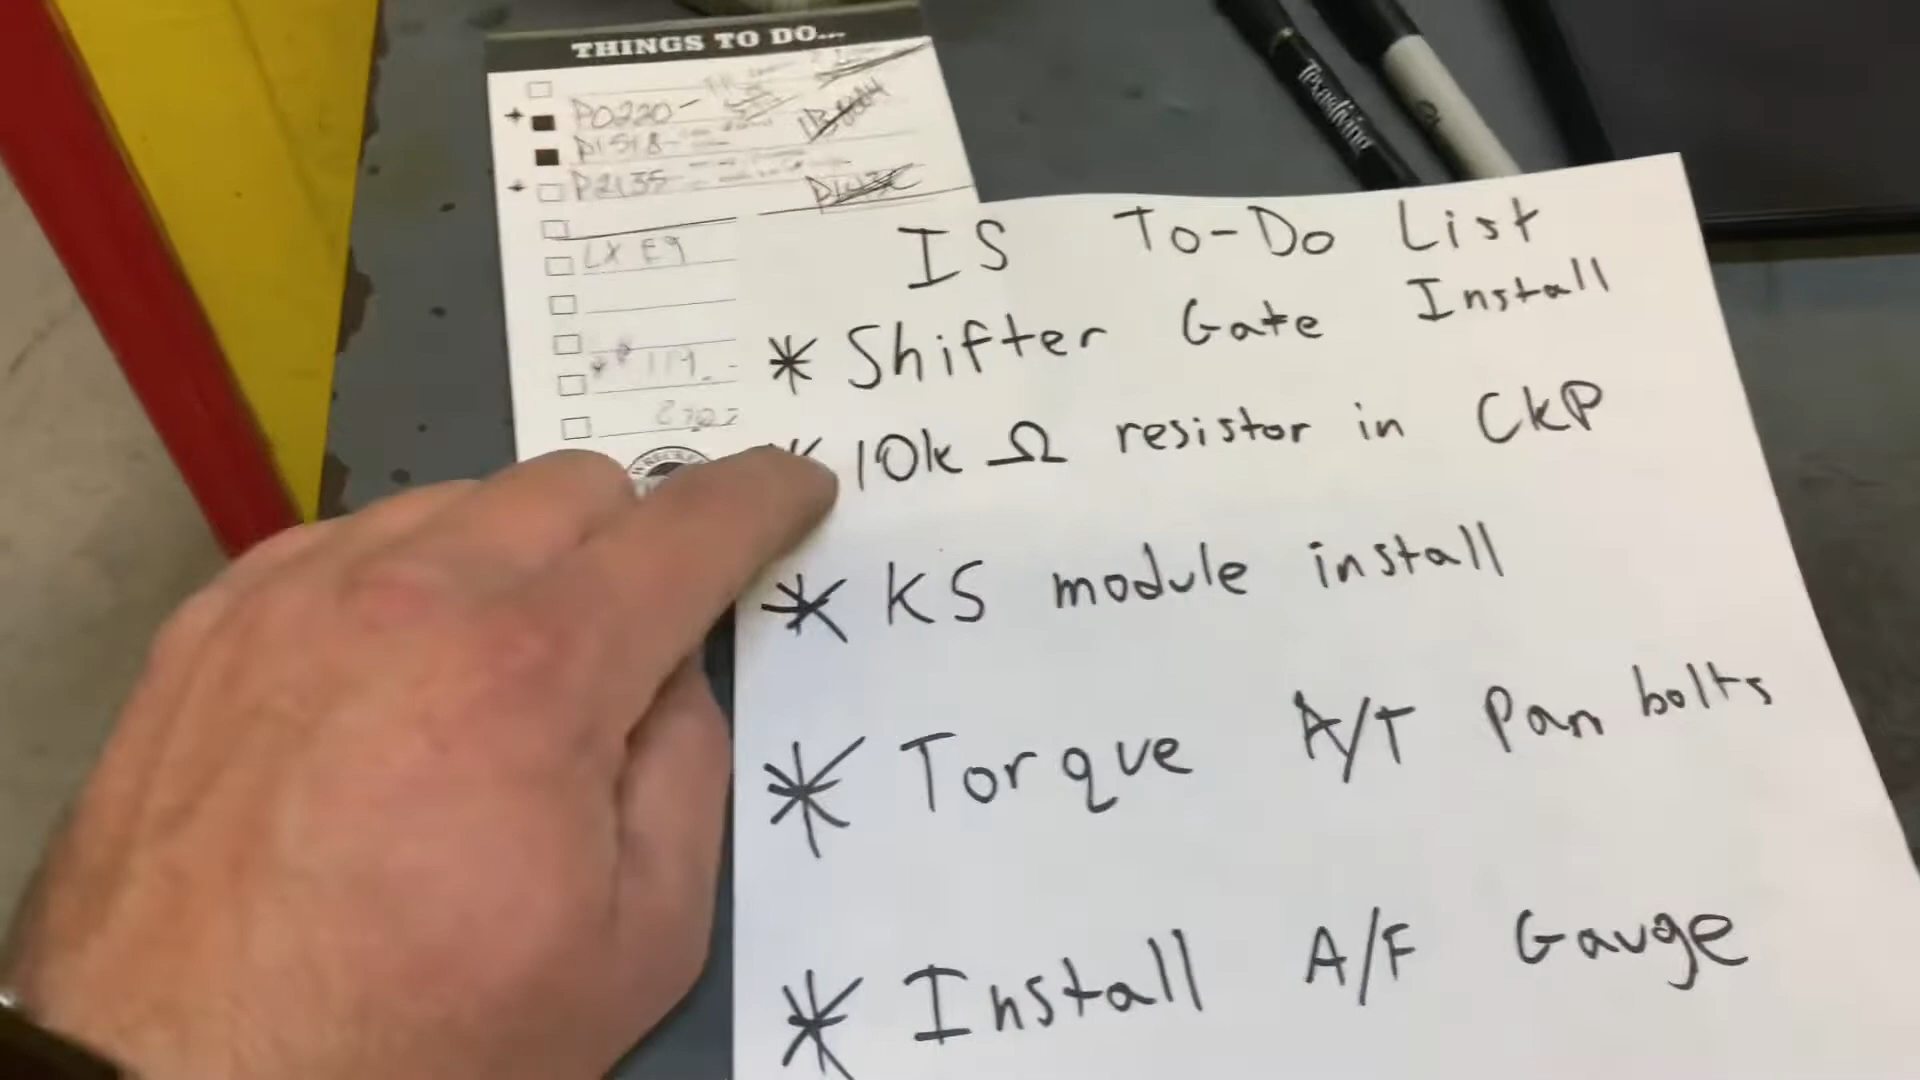 THINGS TO DO...
P0220-
P1518-
P2135
LX E9
119
IS To-Do List
* Shifter Gate Install
* 10k Ω resistor in CKP
* KS module install
* Torque A/T Pan bolts
* Install A/F Gauge